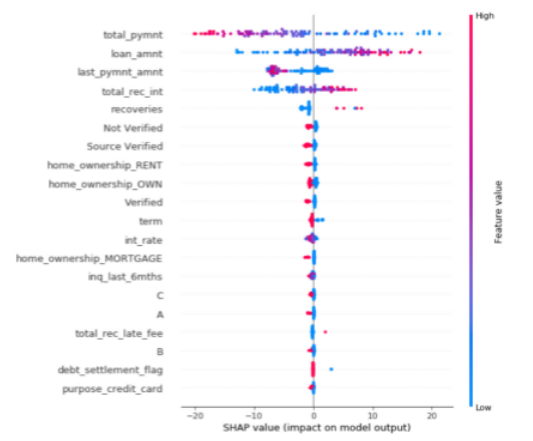 High
total_pymnt
loan_amnt
last_pymnt_amnt
total_rec_int
recoveries
Not Verified
Source Verified
home_ownership_RENT
home_ownership_OWN
Verified
term
int_rate
home_ownership_MORTGAGE
inq_last_6mths
C
A
total_rec_late_fee
B
debt_settlement_flag
purpose_credit_card
Feature value
Low
−20 −10 0 10 20
SHAP value (impact on model output)